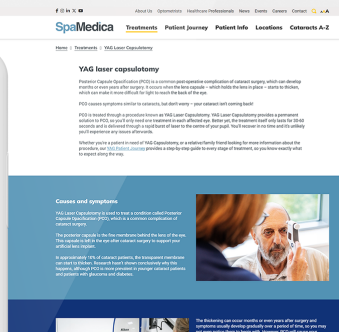 About Us Optometrists Healthcare Professionals News Events Careers Contact
SpaMedica
Treatments Patient Journey Patient Info Locations Cataracts A-Z
Home | Treatments | YAG Laser Capsulotomy
YAG laser capsulotomy
Posterior Capsule Opacification (PCO) is a common post-operative complication of cataract surgery, which can develop
months or even years after surgery. It occurs when the lens capsule – which holds the lens in place – starts to thicken,
which can make it more difficult for light to reach the back of the eye.
PCO causes symptoms similar to cataracts, but don't worry – your cataract isn't coming back!
PCO is treated through a procedure known as YAG Laser Capsulotomy. YAG Laser Capsulotomy provides a permanent
solution to PCO, as you'll only need one treatment in each affected eye. Better yet, the treatment itself only lasts for 30-60
seconds and is delivered through a rapid burst of laser to the centre of your pupil. You'll recover in no time and it's unlikely
you'll experience any issues afterwards.
Whether you're a patient in need of YAG Capsulotomy, or a relative/family friend looking for more information about the
procedure, our YAG Patient Journey provides a step-by-guide to every stage of treatment, so you know exactly what
to expect along the way.
Causes and symptoms
YAG Laser Capsulotomy is used to treat a condition called Posterior
Capsule Opacification (PCO), which is a common complication of
cataract surgery.
The posterior capsule is the fine membrane behind the lens of the eye.
This capsule is left in the eye after cataract surgery to support your
artificial lens implant.
In approximately 10% of cataract patients, the transparent membrane
can start to thicken. Research hasn't shown conclusively why this
happens, although PCO is more prevalent in younger cataract patients
and patients with glaucoma and diabetes.
The thickening can occur months or even years after surgery and
symptoms usually develop gradually over a period of time, so you may